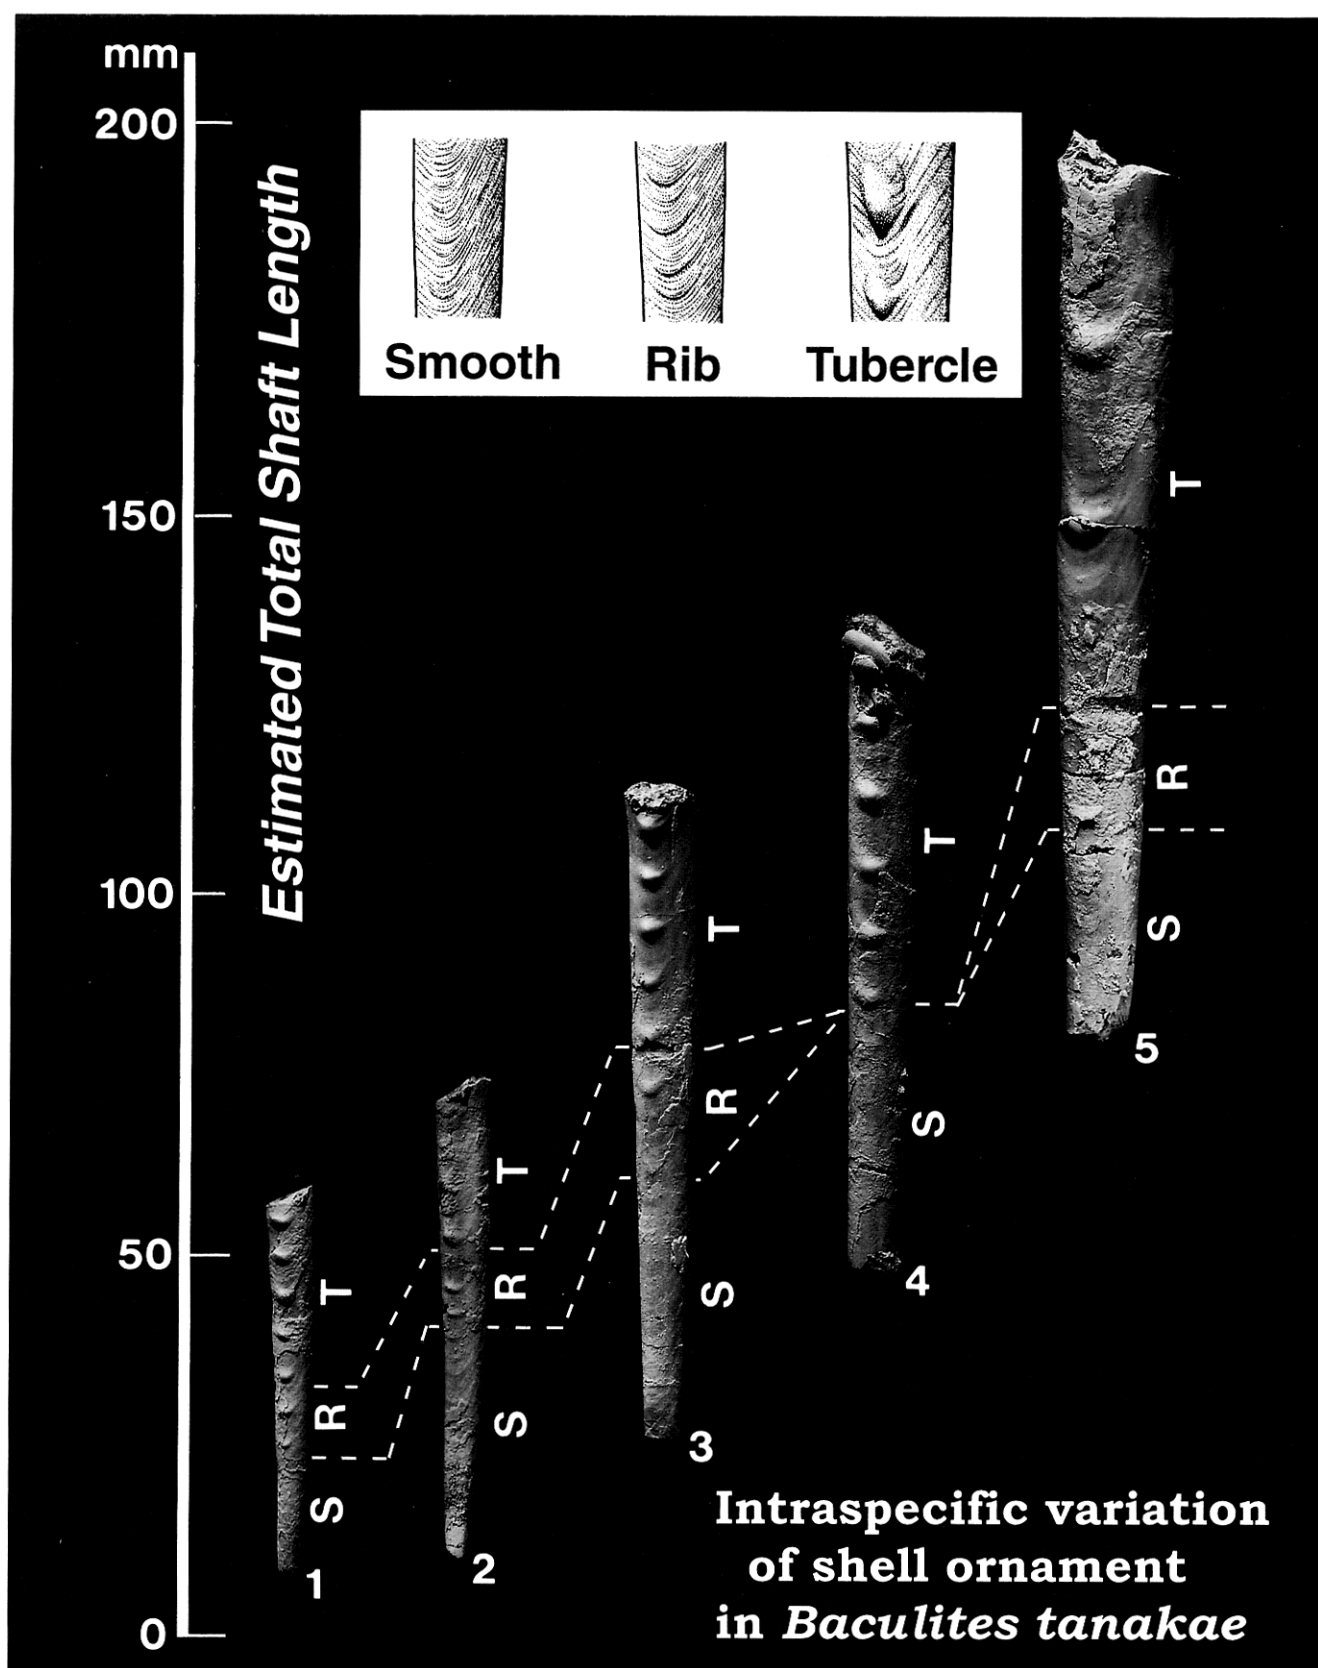 mm
200
150
100
50
0
Estimated Total Shaft Length
Smooth Rib Tubercle
T
R
S
1
T
R
S
2
T
R
S
3
T
S
4
T
R
S
5
Intraspecific variation
of shell ornament
in Baculites tanakae